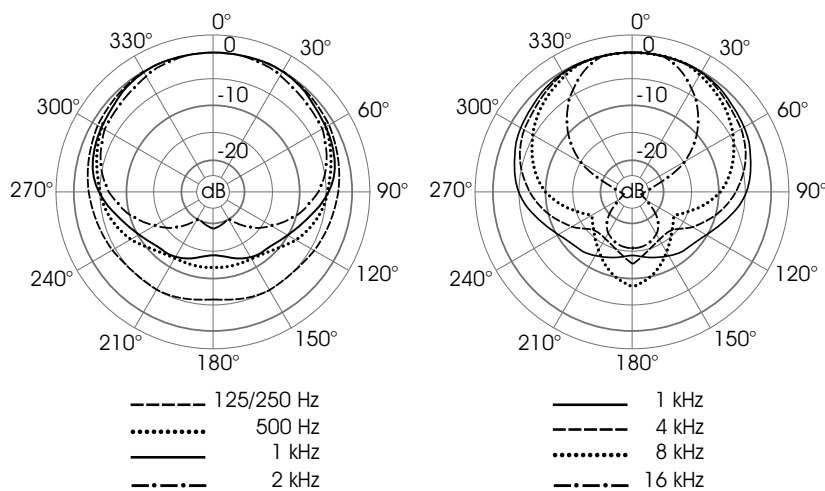 0°
330° 0 30°
300° -10 60°
-20
270° dB 90°
240° 120°
210° 150°
180°
125/250 Hz
500 Hz
1 kHz
2 kHz
0°
330° 0 30°
300° -10 60°
-20
270° dB 90°
240° 120°
210° 150°
180°
1 kHz
4 kHz
8 kHz
16 kHz